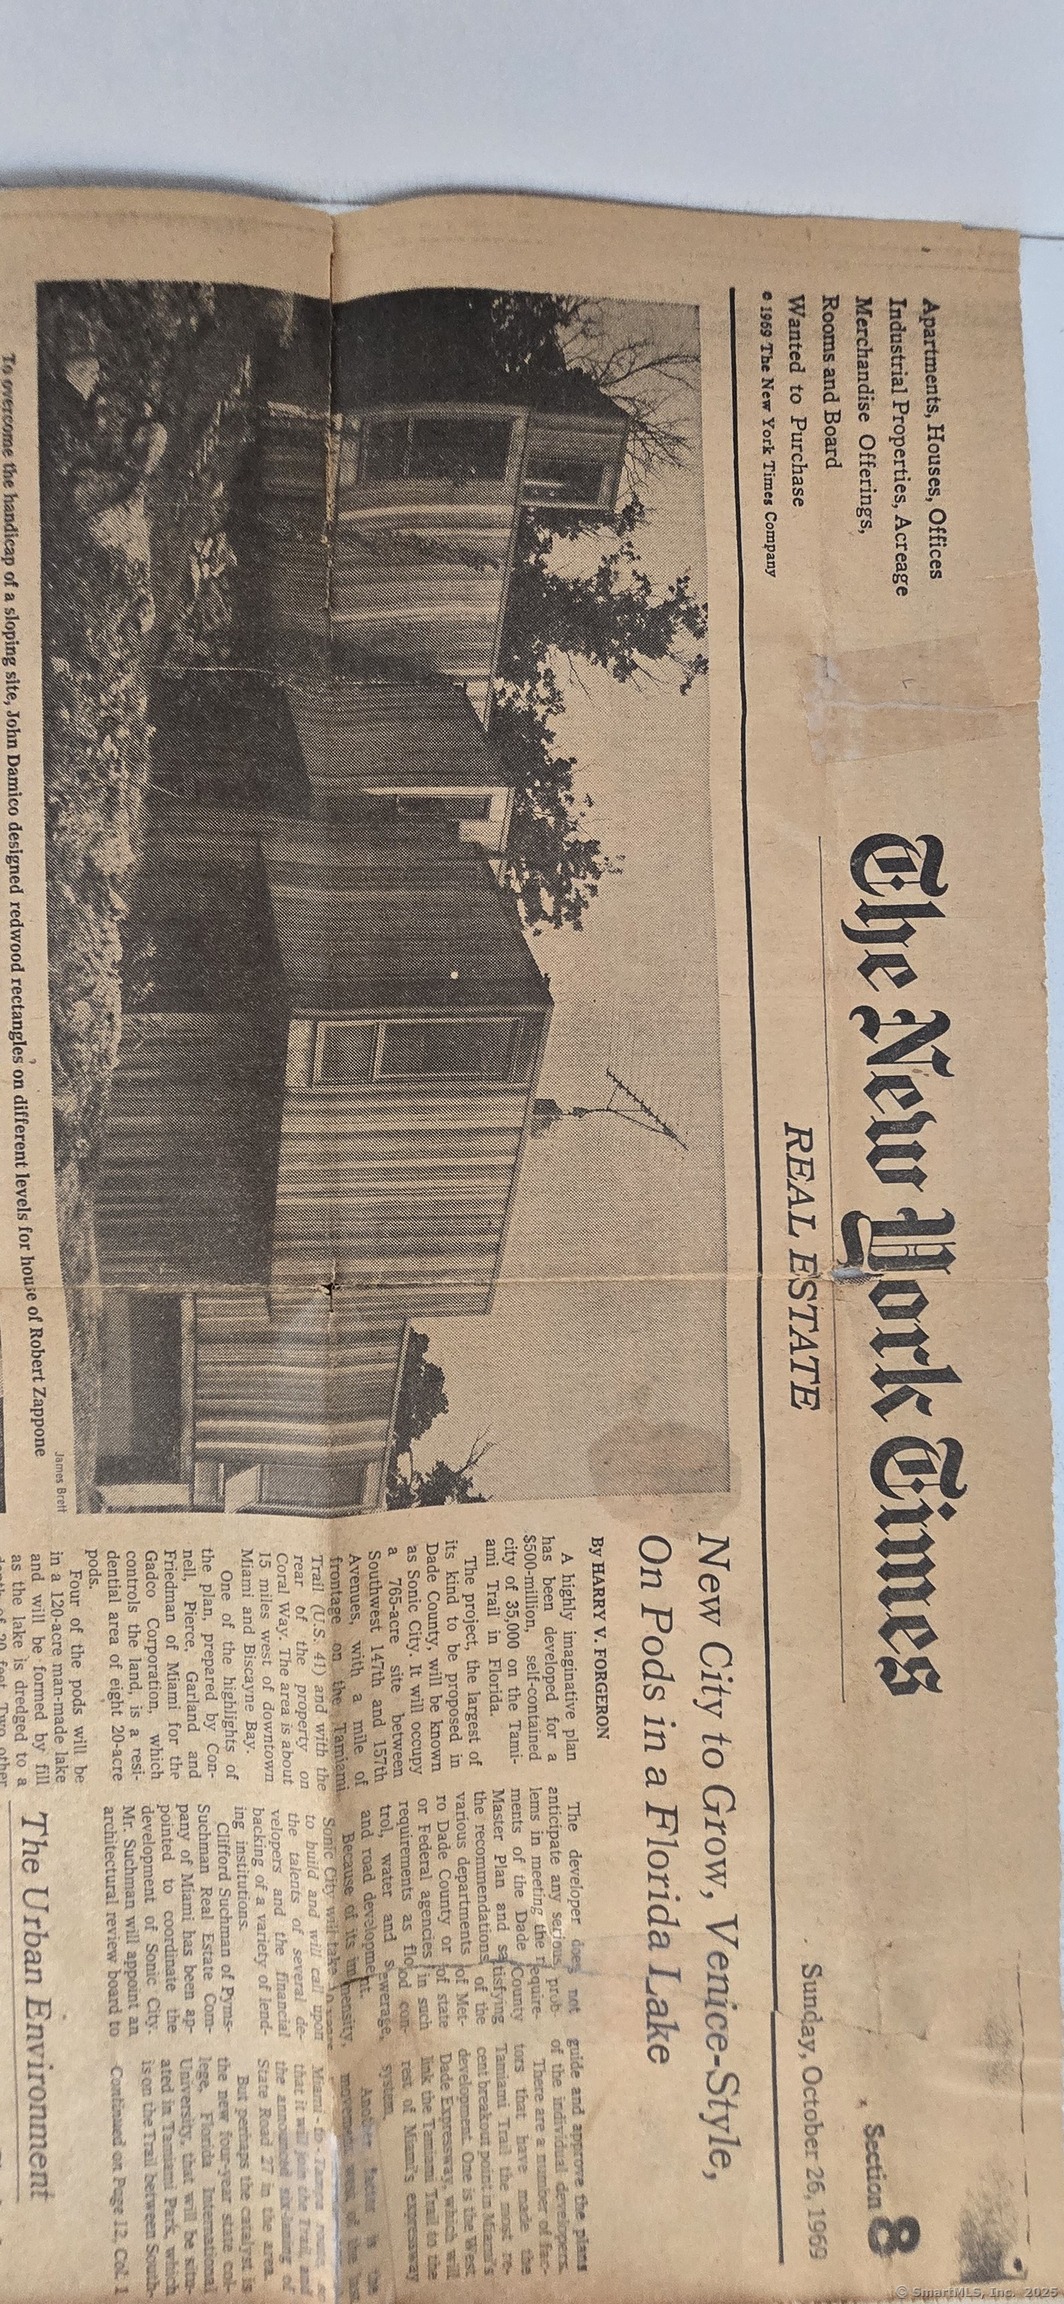 Apartments, Houses, Offices
Industrial Properties, Acreage
Merchandise Offerings,
Rooms and Board
Wanted to Purchase
© 1969 The New York Times Company
The New York Times
REAL ESTATE
Section 8
Sunday, October 26, 1969
James Brett
To overcome the handicap of a sloping site, John Damico designed redwood rectangles on different levels for house of Robert Zappone
New City to Grow, Venice-Style,
On Pods in a Florida Lake
By HARRY V. FORGERON
A highly imaginative plan
has been developed for a
$500-million, self-contained
city of 35,000 on the Tami-
ami Trail in Florida.
The project, the largest of
its kind to be proposed in
Dade County, will be known
as Sonic City. It will occupy
a 765-acre site between
Southwest 147th and 157th
Avenues, with a mile of
frontage on the Tamiami
Trail (U.S. 41) and with the
rear of the property on
Coral Way. The area is about
15 miles west of downtown
Miami and Biscayne Bay.
One of the highlights of
the plan, prepared by Con-
nell, Pierce, Garland and
Friedman of Miami for the
Gadco Corporation, which
controls the land, is a resi-
dential area of eight 20-acre
pods.
Four of the pods will be
in a 120-acre man-made lake
and will be formed by fill
as the lake is dredged to a
The developer does not
anticipate any serious prob-
lems in meeting the require-
ments of the Dade County
Master Plan and satisfying
the recommendations of the
various departments of Met-
ro Dade County or of state
or Federal agencies in such
requirements as flood con-
trol, water and sewerage,
and road development.
Because of its immensity,
Sonic City will take 10 years
to build and will call upon
the talents of several de-
velopers and the financial
backing of a variety of lend-
ing institutions.
Clifford Suchman of Pyms-
Suchman Real Estate Com-
pany of Miami has been ap-
pointed to coordinate the
development of Sonic City.
Mr. Suchman will appoint an
architectural review board to
guide and approve the plans
of the individual developers.
There are a number of fac-
tors that have made the
Tamiami Trail the most re-
cent breakout point in Miami's
development. One is the West
Dade Expressway, which will
link the Tamiami Trail to the
rest of Miami's expressway
system.
Another factor is the
movement west of the
Miami-to-Tampa
that it will join the Trail, and
the announced six-laning of
State Road 27 in the area.
But perhaps the catalyst is
the new four-year state col-
lege, Florida International
University, that will be situ-
ated in Tamiami Park, which
is on the Trail between South-
Continued on Page 12, Col. 1
The Urban Environment
© SmartMLS, Inc. 2025